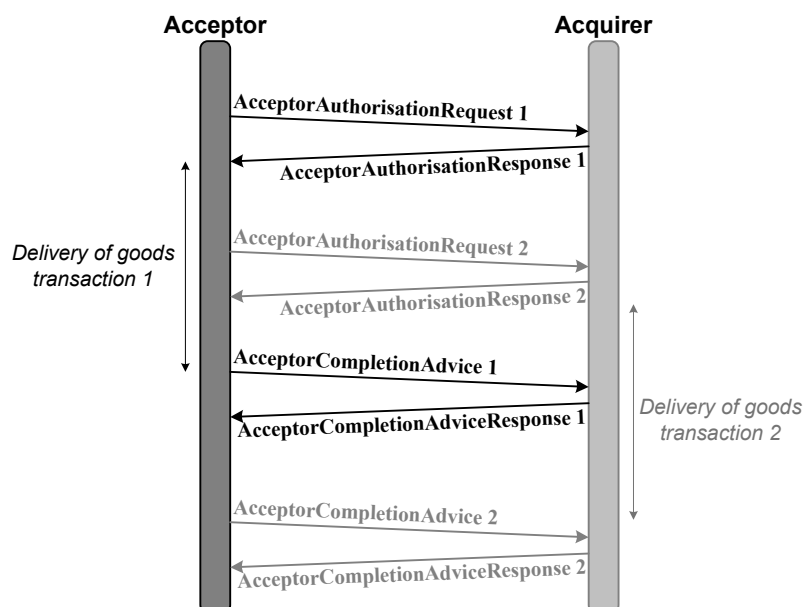 Acceptor
Acquirer
AcceptorAuthorisationRequest 1
AcceptorAuthorisationResponse 1
Delivery of goods
transaction 1
AcceptorAuthorisationRequest 2
AcceptorAuthorisationResponse 2
AcceptorCompletionAdvice 1
AcceptorCompletionAdviceResponse 1
Delivery of goods
transaction 2
AcceptorCompletionAdvice 2
AcceptorCompletionAdviceResponse 2